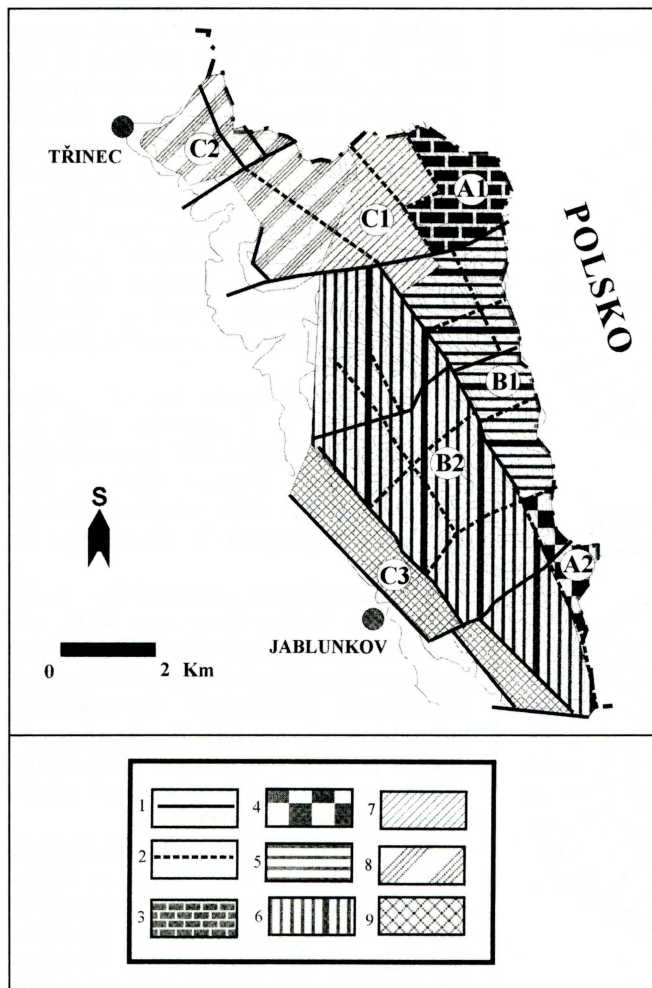 TŘINEC
C2
A1
C1
POLSKO
B1
B2
S
A2
C3
JABLUNKOV
0 2 Km
1 4 7
2 5 8
3 6 9